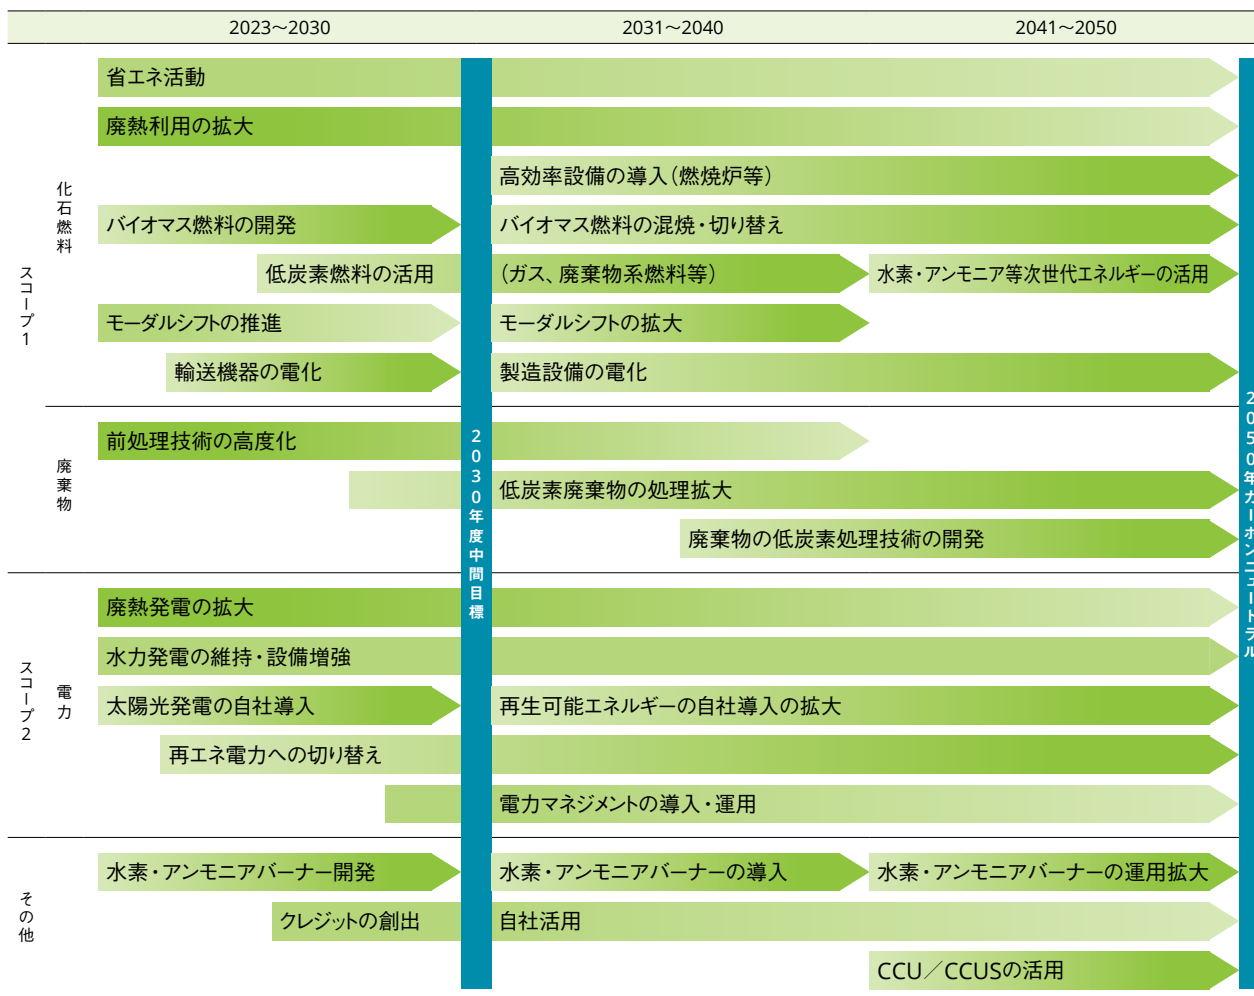 2023～2030
2031～2040
2041～2050
スコープ1
化石燃料
省エネ活動
廃熱利用の拡大
高効率設備の導入（燃焼炉等）
バイオマス燃料の開発
バイオマス燃料の混焼・切り替え
低炭素燃料の活用
（ガス、廃棄物系燃料等）
水素・アンモニア等次世代エネルギーの活用
モーダルシフトの推進
モーダルシフトの拡大
輸送機器の電化
製造設備の電化
廃棄物
前処理技術の高度化
低炭素廃棄物の処理拡大
廃棄物の低炭素処理技術の開発
スコープ2
電力
廃熱発電の拡大
水力発電の維持・設備増強
太陽光発電の自社導入
再生可能エネルギーの自社導入の拡大
再エネ電力への切り替え
電力マネジメントの導入・運用
その他
水素・アンモニアバーナー開発
水素・アンモニアバーナーの導入
水素・アンモニアバーナーの運用拡大
クレジットの創出
自社活用
CCU／CCUSの活用
2030年度中間目標
2050年カーボンニュートラル